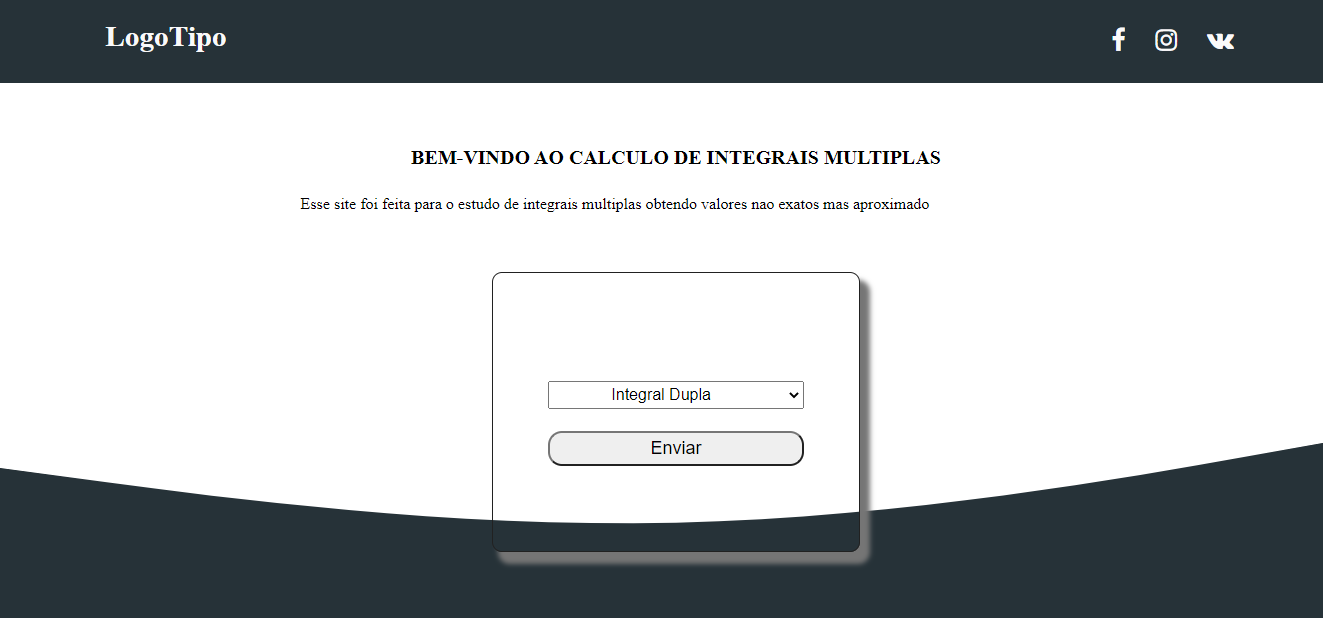 LogoTipo
BEM-VINDO AO CALCULO DE INTEGRAIS MULTIPLAS
Esse site foi feita para o estudo de integrais multiplas obtendo valores nao exatos mas aproximado
Integral Dupla
Enviar